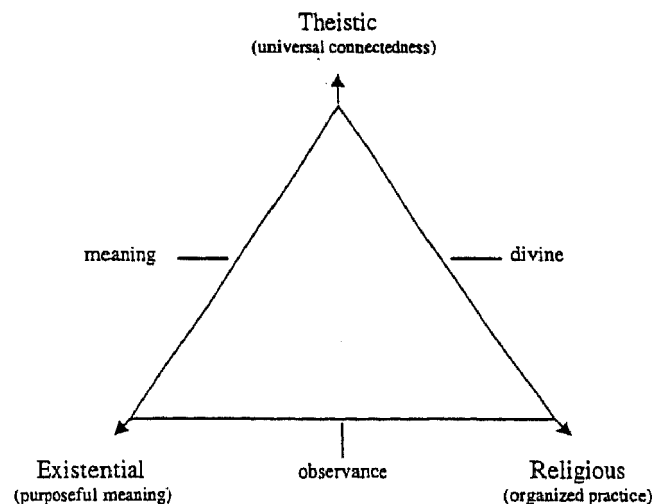 Theistic
(universal connectedness)
meaning
divine
Existential
(purposeful meaning)
observance
Religious
(organized practice)